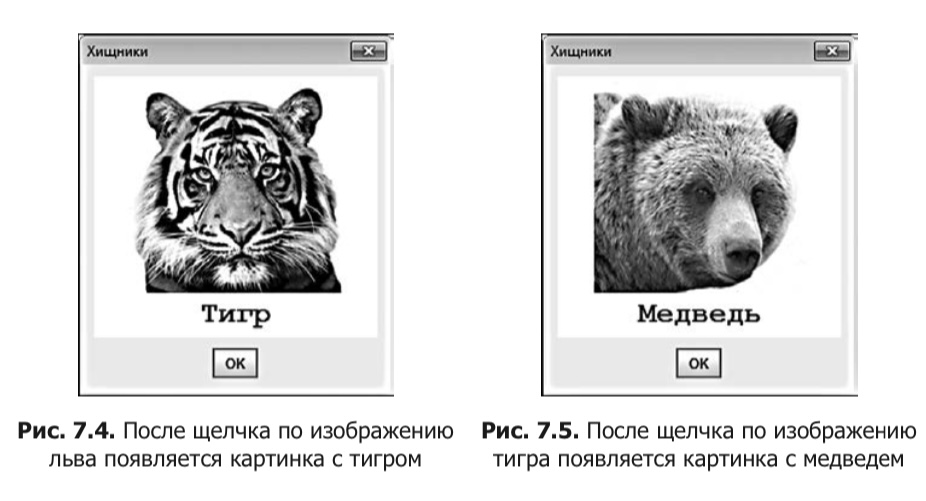 Хищники
Тигр
OK
Рис. 7.4. После щелчка по изображению
льва появляется картинка с тигром
Хищники
Медведь
OK
Рис. 7.5. После щелчка по изображению
тигра появляется картинка с медведем